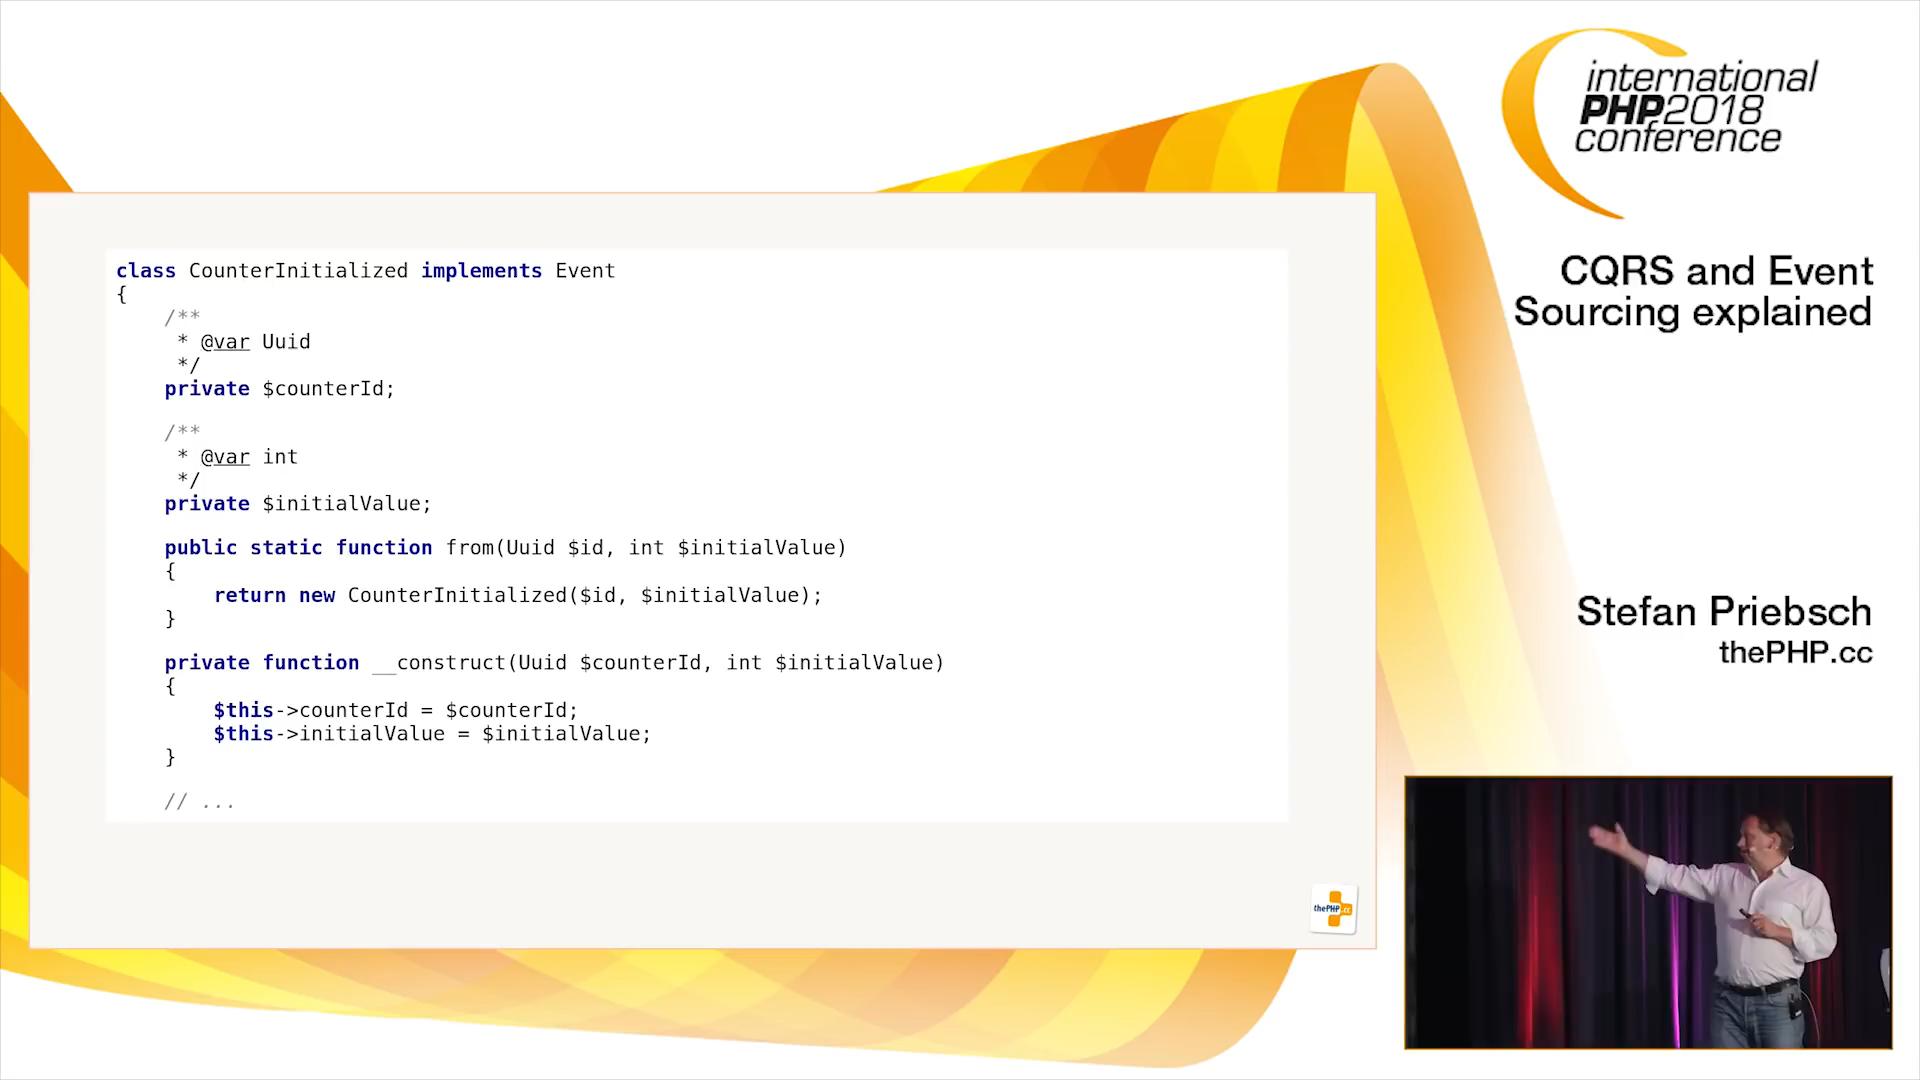 international
PHP2018
conference
CQRS and Event
Sourcing explained
class CounterInitialized implements Event
{
    /**
     * @var Uuid
     */
    private $counterId;
    /**
     * @var int
     */
    private $initialValue;
    public static function from(Uuid $id, int $initialValue)
    {
        return new CounterInitialized($id, $initialValue);
    }
    private function __construct(Uuid $counterId, int $initialValue)
    {
        $this->counterId = $counterId;
        $this->initialValue = $initialValue;
    }
    // ...
thePHP.cc
Stefan Priebsch
thePHP.cc